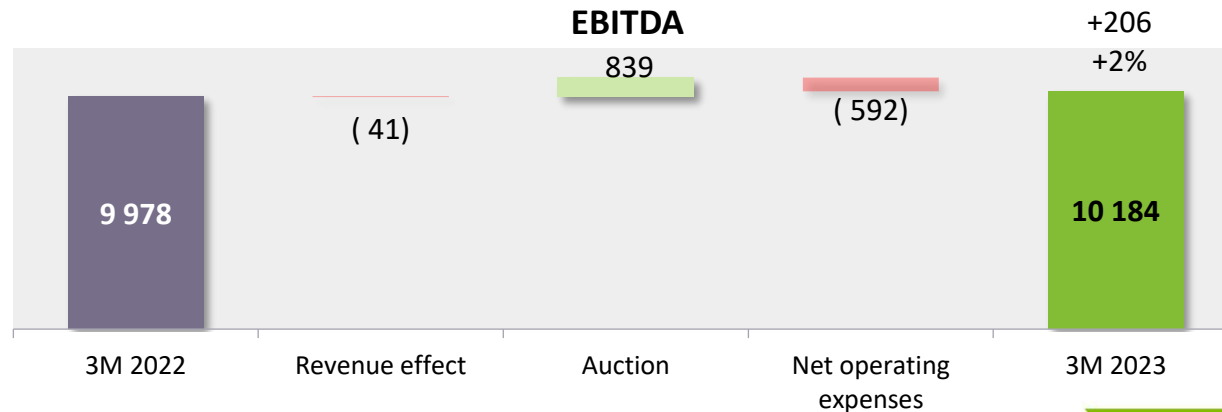 EBITDA
+206
+2%
839
( 41)
( 592)
9 978
10 184
3M 2022
Revenue effect
Auction
Net operating
expenses
3M 2023